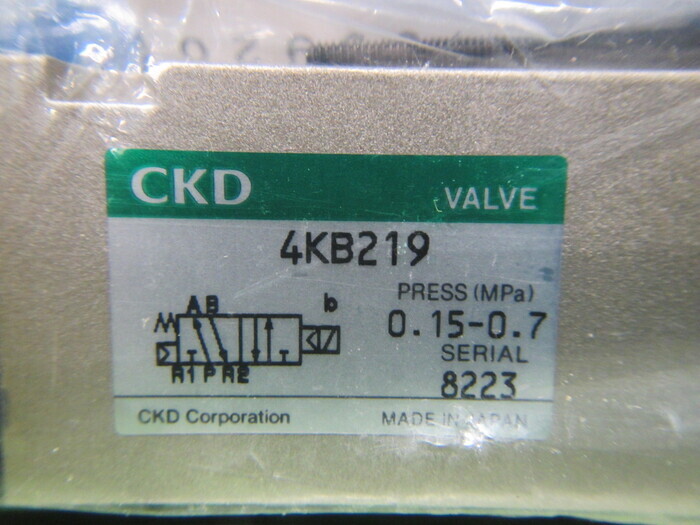 CKD
VALVE
4KB219
A B
b
R1 P R2
PRESS (MPa)
0.15-0.7
SERIAL
8223
CKD Corporation
MADE IN JAPAN